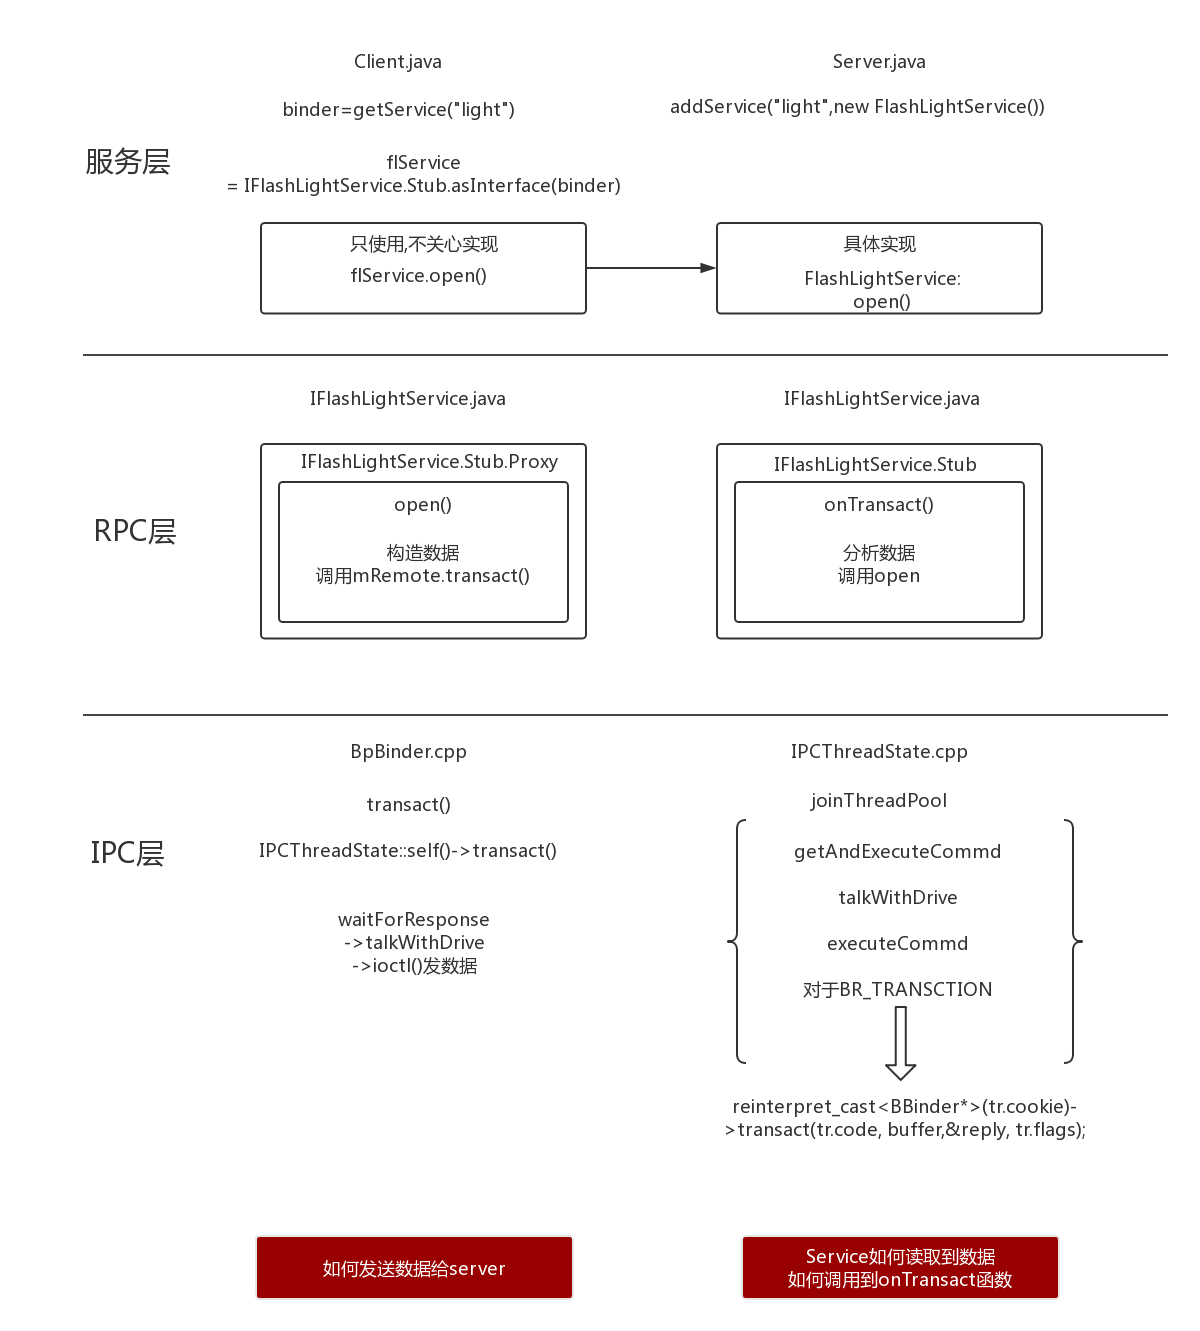 Client.java
Server.java
binder=getService("light")
addService("light",new FlashLightService())
服务层
flService
= IFlashLightService.Stub.asInterface(binder)
只使用,不关心实现
flService.open()
具体实现
FlashLightService:
open()
IFlashLightService.java
IFlashLightService.java
RPC层
IFlashLightService.Stub.Proxy
open()
构造数据
调用mRemote.transact()
IFlashLightService.Stub
onTransact()
分析数据
调用open
IPC层
BpBinder.cpp
transact()
IPCThreadState::self()->transact()
waitForResponse
->talkWithDrive
->ioctl()发数据
IPCThreadState.cpp
joinThreadPool
getAndExecuteCommd
talkWithDrive
executeCommd
对于BR_TRANSCTION
reinterpret_cast<BBinder*>(tr.cookie)-
>transact(tr.code, buffer,&reply, tr.flags);
如何发送数据给server
Service如何读取到数据
如何调用到onTransact函数